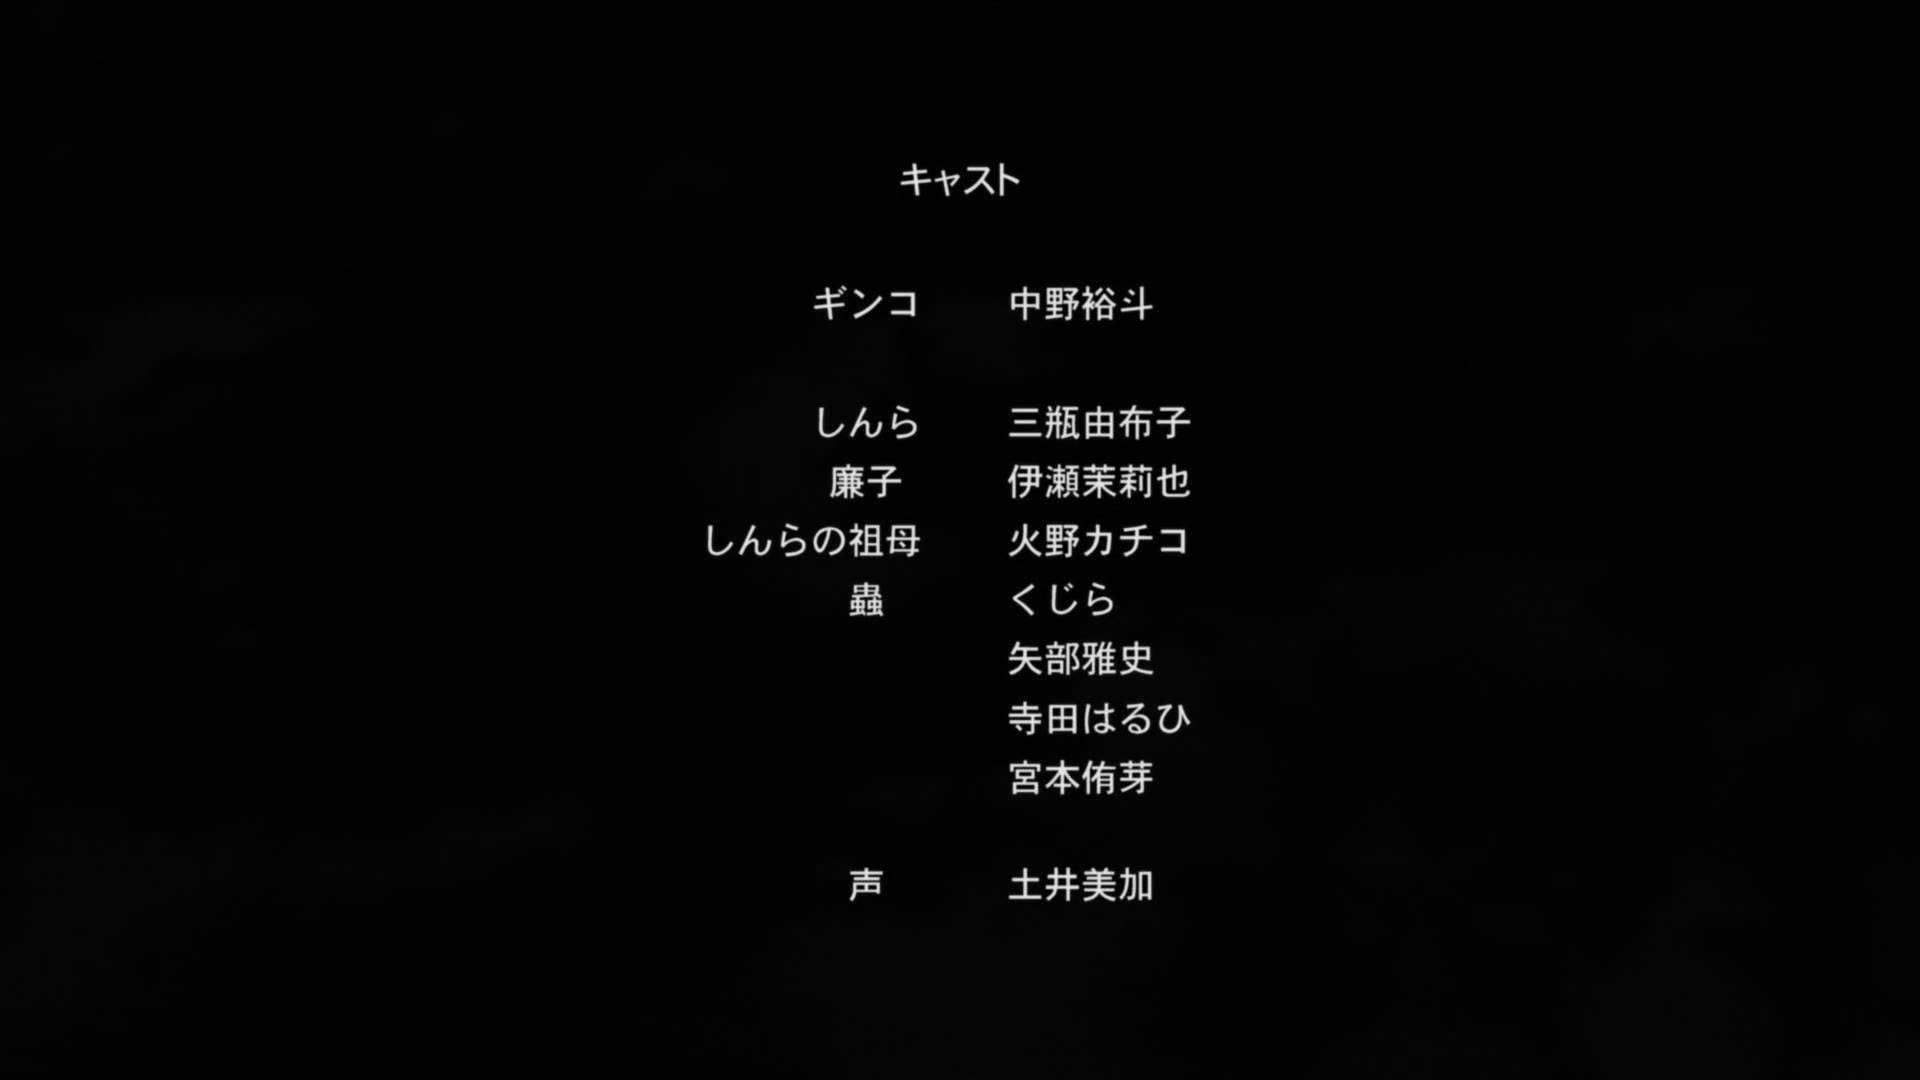 キャスト
ギンコ 中野裕斗
しんら 三瓶由布子
廉子 伊瀬茉莉也
しんらの祖母 火野カチコ
蟲 くじら
矢部雅史
寺田はるひ
宮本侑芽
声 土井美加